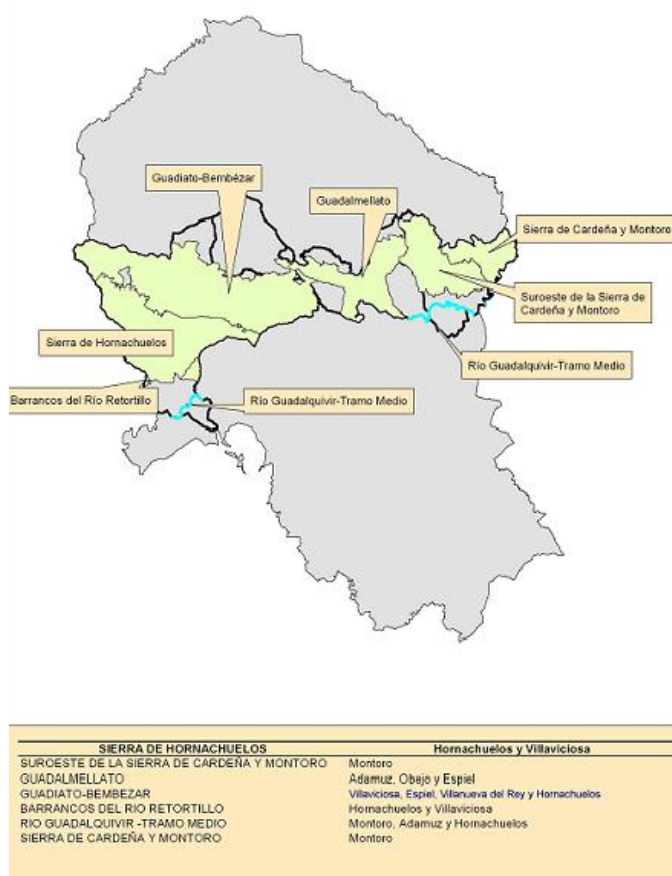 Guadiato-Bembézar
Guadalmellato
Sierra de Cardeña y Montoro
Suroeste de la Sierra de
Cardeña y Montoro
Sierra de Hornachuelos
Río Guadalquivir-Tramo Medio
Barrancos del Río Retortillo
Río Guadalquivir-Tramo Medio
SIERRA DE HORNACHUELOS Hornachuelos y Villaviciosa
SUROESTE DE LA SIERRA DE CARDEÑA Y MONTORO Montoro
GUADALMELLATO Adamuz, Obejo y Espiel
GUADIATO-BEMBEZAR Villaviciosa, Espiel, Villanueva del Rey y Hornachuelos
BARRANCOS DEL RIO RETORTILLO Hornachuelos y Villaviciosa
RIO GUADALQUIVIR -TRAMO MEDIO Montoro, Adamuz y Hornachuelos
SIERRA DE CARDEÑA Y MONTORO Montoro